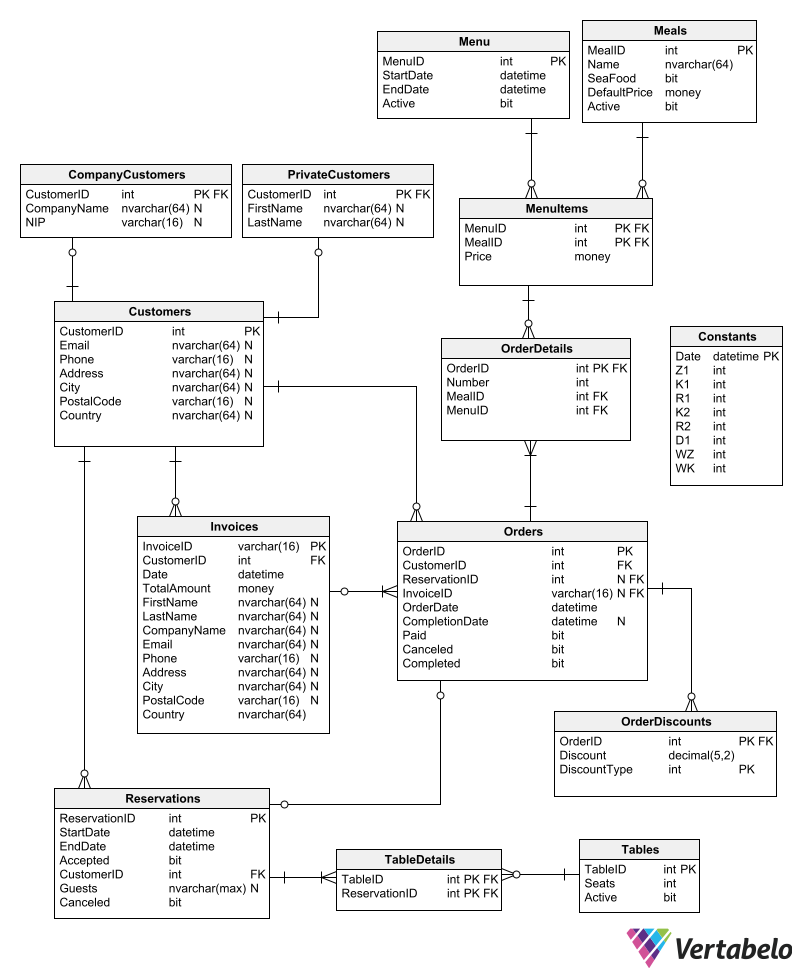 Menu
MenuID int PK
StartDate datetime
EndDate datetime
Active bit
Meals
MealID int PK
Name nvarchar(64)
SeaFood bit
DefaultPrice money
Active bit
CompanyCustomers
CustomerID int PK FK
CompanyName nvarchar(64) N
NIP varchar(16) N
PrivateCustomers
CustomerID int PK FK
FirstName nvarchar(64) N
LastName nvarchar(64) N
MenuItems
MenuID int PK FK
MealID int PK FK
Price money
Customers
CustomerID int PK
Email nvarchar(64) N
Phone varchar(16) N
Address nvarchar(64) N
City nvarchar(64) N
PostalCode varchar(16) N
Country nvarchar(64) N
OrderDetails
OrderID int PK FK
Number int
MealID int FK
MenuID int FK
Constants
Date datetime PK
Z1 int
K1 int
R1 int
K2 int
R2 int
D1 int
WZ int
WK int
Invoices
InvoiceID varchar(16) PK
CustomerID int FK
Date datetime
TotalAmount money
FirstName nvarchar(64) N
LastName nvarchar(64) N
CompanyName nvarchar(64) N
Email nvarchar(64) N
Phone varchar(16) N
Address nvarchar(64) N
City nvarchar(64) N
PostalCode varchar(16) N
Country nvarchar(64)
Orders
OrderID int PK
CustomerID int FK
ReservationID int N FK
InvoiceID varchar(16) N FK
OrderDate datetime
CompletionDate datetime N
Paid bit
Canceled bit
Completed bit
OrderDiscounts
OrderID int PK FK
Discount decimal(5,2)
DiscountType int PK
Reservations
ReservationID int PK
StartDate datetime
EndDate datetime
Accepted bit
CustomerID int FK
Guests nvarchar(max) N
Canceled bit
TableDetails
TableID int PK FK
ReservationID int PK FK
Tables
TableID int PK
Seats int
Active bit
Vertabelo